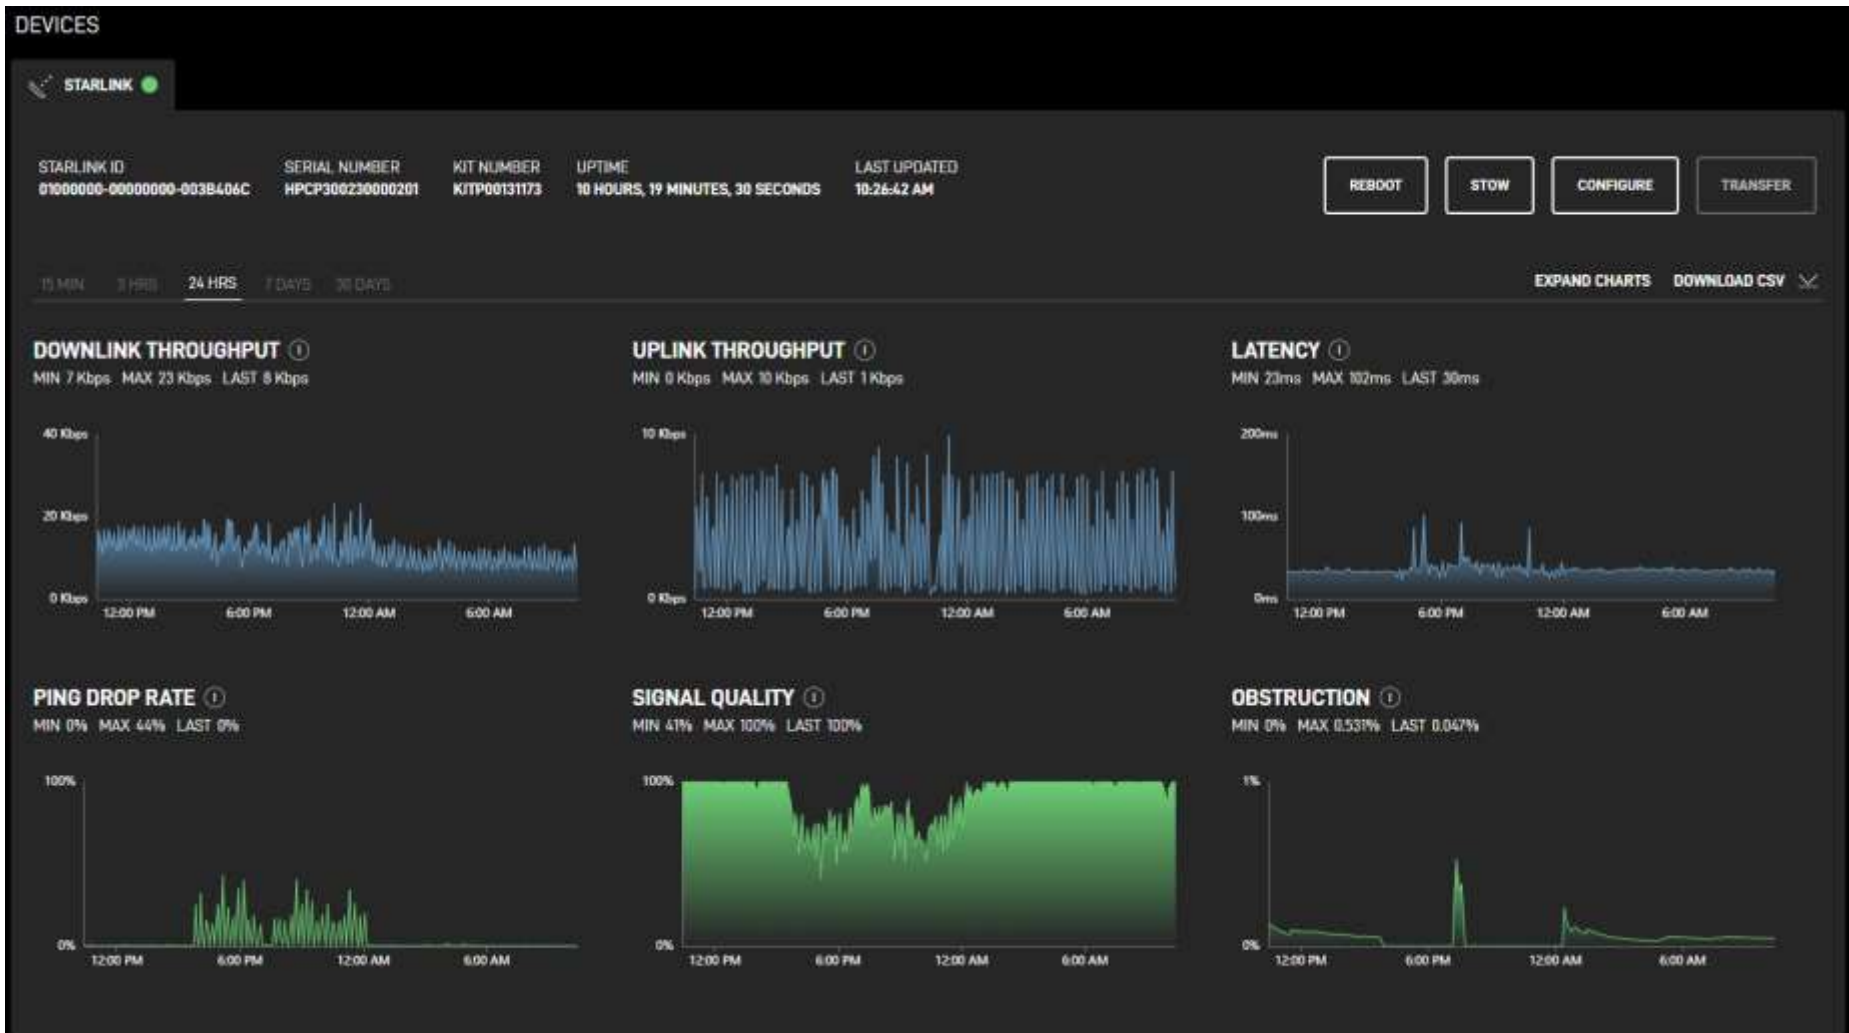 DEVICES
STARLINK
STARLINK ID
01000000-00000000-003B406C
SERIAL NUMBER
HPCP300230000201
KIT NUMBER
KITP00131173
UPTIME
10 HOURS, 19 MINUTES, 30 SECONDS
LAST UPDATED
10:26:42 AM
REBOOT
STOW
CONFIGURE
TRANSFER
15 MIN
3 HRS
24 HRS
7 DAYS
30 DAYS
EXPAND CHARTS
DOWNLOAD CSV
DOWNLINK THROUGHPUT
MIN 7 Kbps MAX 23 Kbps LAST 8 Kbps
40 Kbps
20 Kbps
0 Kbps
12:00 PM 6:00 PM 12:00 AM 6:00 AM
UPLINK THROUGHPUT
MIN 0 Kbps MAX 10 Kbps LAST 1 Kbps
10 Kbps
0 Kbps
12:00 PM 6:00 PM 12:00 AM 6:00 AM
LATENCY
MIN 23ms MAX 102ms LAST 30ms
200ms
100ms
0ms
12:00 PM 6:00 PM 12:00 AM 6:00 AM
PING DROP RATE
MIN 0% MAX 44% LAST 0%
100%
0%
12:00 PM 6:00 PM 12:00 AM 6:00 AM
SIGNAL QUALITY
MIN 41% MAX 100% LAST 100%
100%
0%
12:00 PM 6:00 PM 12:00 AM 6:00 AM
OBSTRUCTION
MIN 0% MAX 0.531% LAST 0.047%
1%
0%
12:00 PM 6:00 PM 12:00 AM 6:00 AM